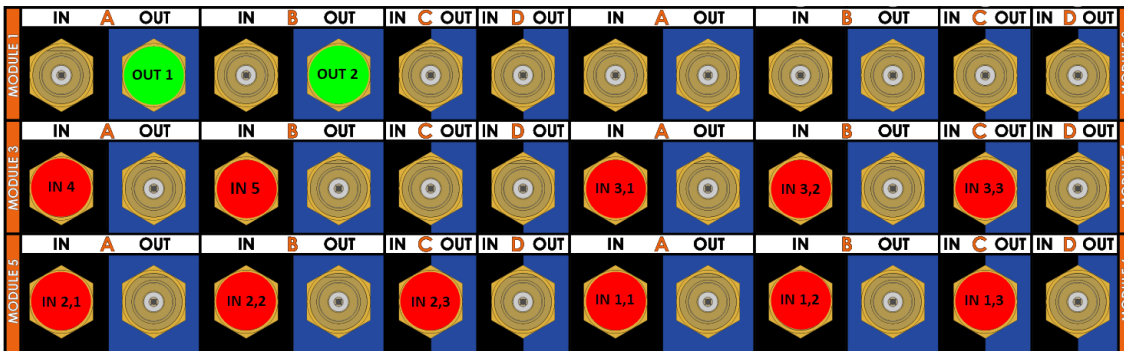 IN A OUT IN B OUT IN C OUT IN D OUT IN A OUT IN B OUT IN C OUT IN D OUT
MODULE 1
OUT 1 OUT 2
IN A OUT IN B OUT IN C OUT IN D OUT IN A OUT IN B OUT IN C OUT IN D OUT
MODULE 3
IN 4 IN 5 IN 3,1 IN 3,2 IN 3,3
IN A OUT IN B OUT IN C OUT IN D OUT IN A OUT IN B OUT IN C OUT IN D OUT
MODULE 5
IN 2,1 IN 2,2 IN 2,3 IN 1,1 IN 1,2 IN 1,3